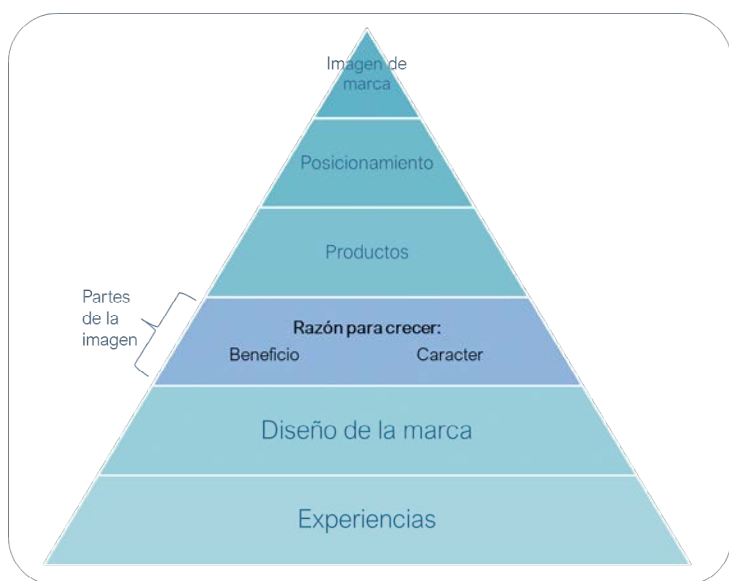 Imagen de
marca
Posicionamiento
Productos
Partes
de la
imagen
Razón para crecer:
Beneficio Caracter
Diseño de la marca
Experiencias